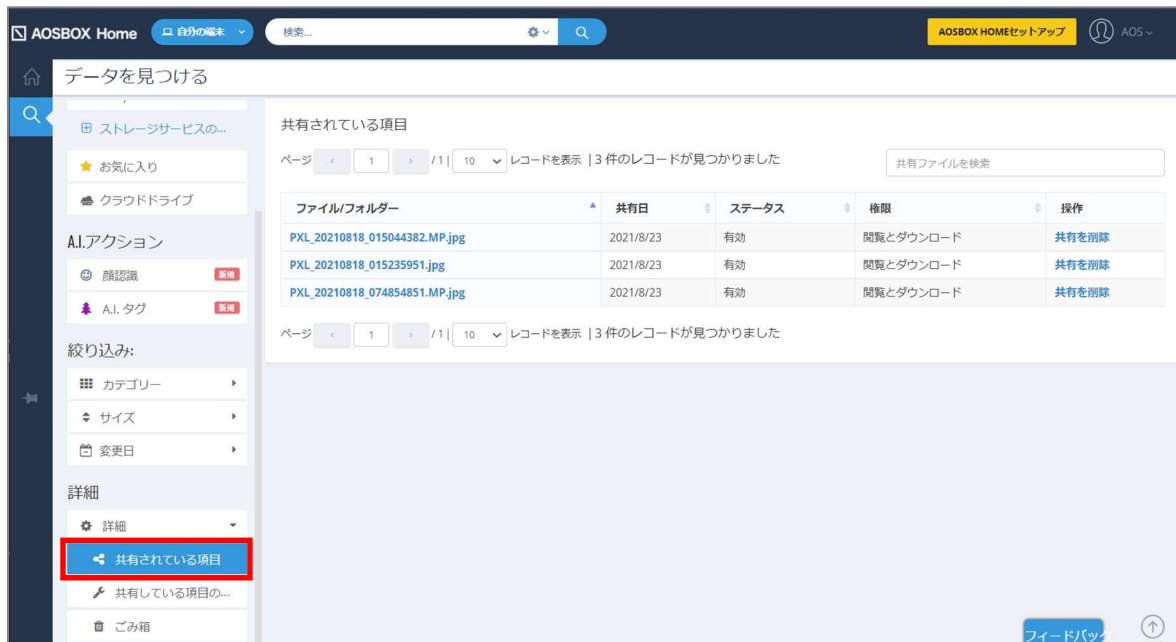 AOSBOX Home 自分の端末 検索... AOSBOX HOMEセットアップ AOS
データを見つける
ストレージサービスの...
お気に入り
クラウドドライブ
A.I.アクション
顔認識 新規
A.I. タグ 新規
絞り込み:
カテゴリー
サイズ
変更日
詳細
詳細
共有されている項目
共有している項目の...
ごみ箱
共有されている項目
ページ 1 / 1 | 10 レコードを表示 | 3 件のレコードが見つかりました 共有ファイルを検索
ファイル/フォルダー 共有日 ステータス 権限 操作
PXL_20210818_015044382.MP.jpg 2021/8/23 有効 閲覧とダウンロード 共有を削除
PXL_20210818_015235951.jpg 2021/8/23 有効 閲覧とダウンロード 共有を削除
PXL_20210818_074854851.MP.jpg 2021/8/23 有効 閲覧とダウンロード 共有を削除
ページ 1 / 1 | 10 レコードを表示 | 3 件のレコードが見つかりました
フィードバック